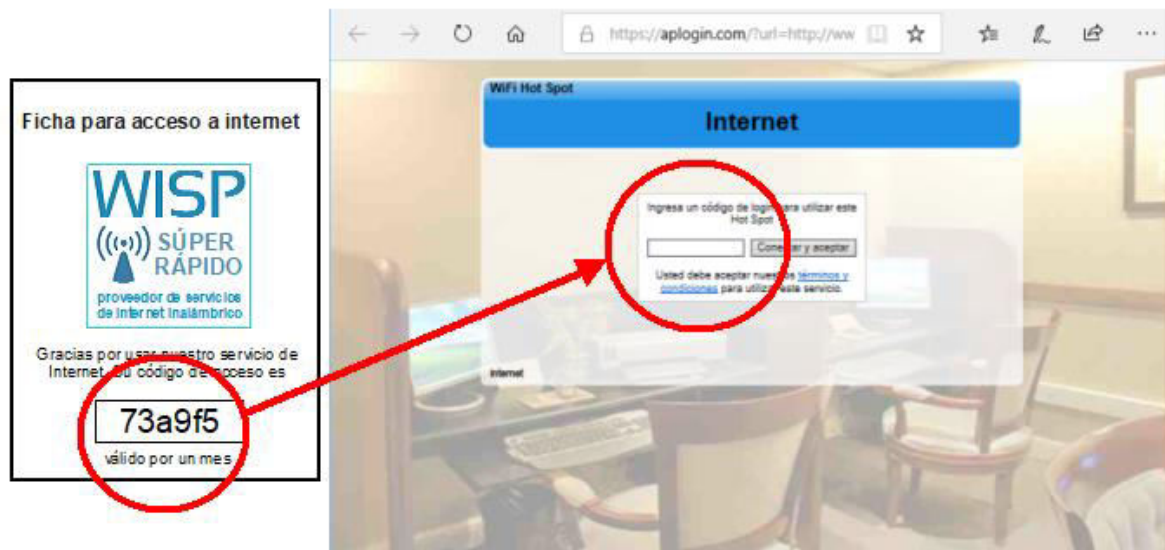 Ficha para acceso a internet
WISP
SÚPER
RÁPIDO
proveedor de servicios
de internet inalámbrico
Gracias por usar nuestro servicio de
Internet. Su código de acceso es
73a9f5
válido por un mes
https://aplogin.com/?url=http://ww
WiFi Hot Spot
Internet
Ingresa un código de login para utilizar este
Hot Spot
Conectar y aceptar
Usted debe aceptar nuestros términos y
condiciones para utilizar este servicio.
Internet